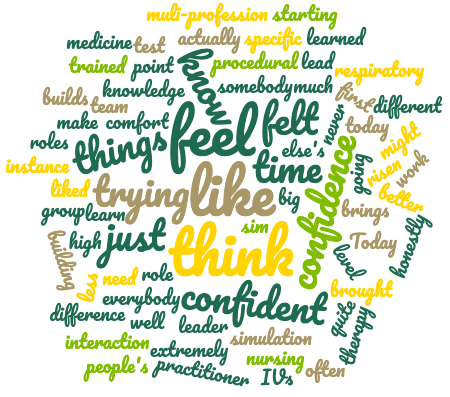 muli-profession starting
medicine test actually specific learned
trained point know procedural lead
knowledge somebody much respiratory
builds team first different
make comfort feel felt never today
roles things else's might
instance time confidence going risen work
liked trying like big better
group learn brings
building high just sim Today honestly
think level
less need role brought
everybody confident quite
difference well leader therapy
interaction simulation
extremely nursing
people's practitioner IVs often